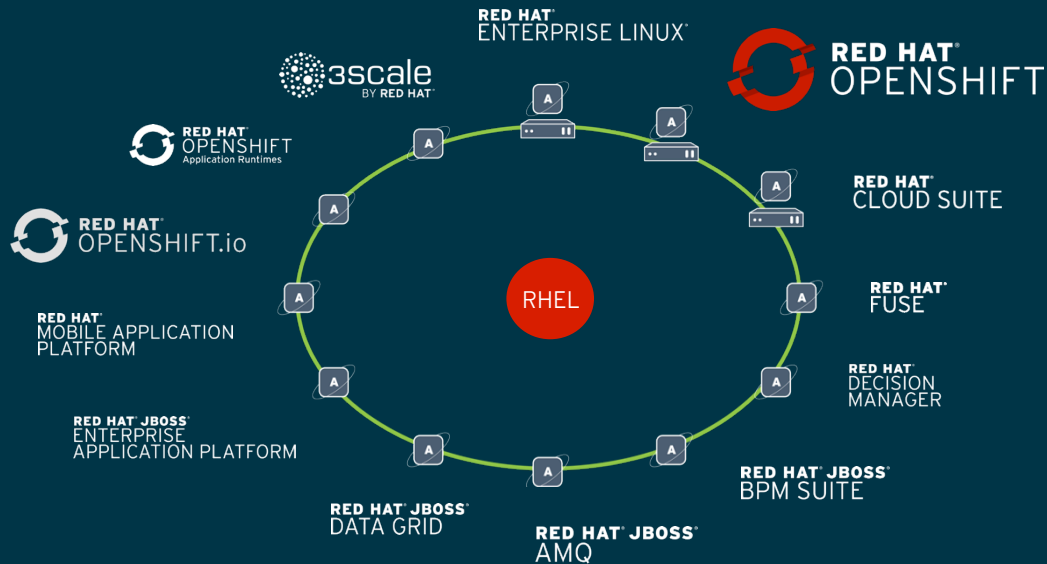 RED HAT®
ENTERPRISE LINUX®
RED HAT®
OPENSHIFT
3scale
BY RED HAT®
RED HAT®
OPENSHIFT
Application Runtimes
RED HAT®
CLOUD SUITE
RED HAT®
OPENSHIFT.io
RED HAT®
FUSE
RED HAT®
MOBILE APPLICATION
PLATFORM
RED HAT®
DECISION
MANAGER
RED HAT® JBOSS®
ENTERPRISE
APPLICATION PLATFORM
RED HAT® JBOSS®
BPM SUITE
RED HAT® JBOSS®
DATA GRID
RED HAT® JBOSS®
AMQ
RHEL
A
A
A
A
A
A
A
A
A
A
A
A